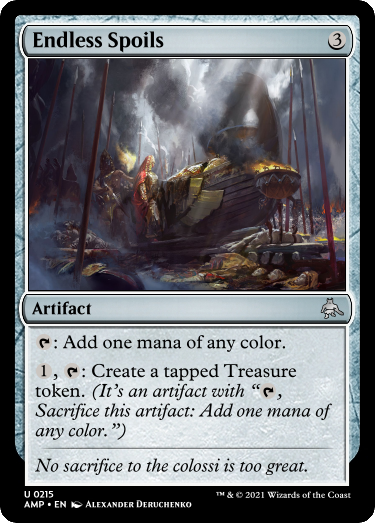 Endless Spoils 3
Artifact
: Add one mana of any color.
1, : Create a tapped Treasure
token. (It's an artifact with “,
Sacrifice this artifact: Add one mana of
any color.”)
No sacrifice to the colossi is too great.
U 0215
AMP • EN Alexander Deruchenko
™ & © 2021 Wizards of the Coast